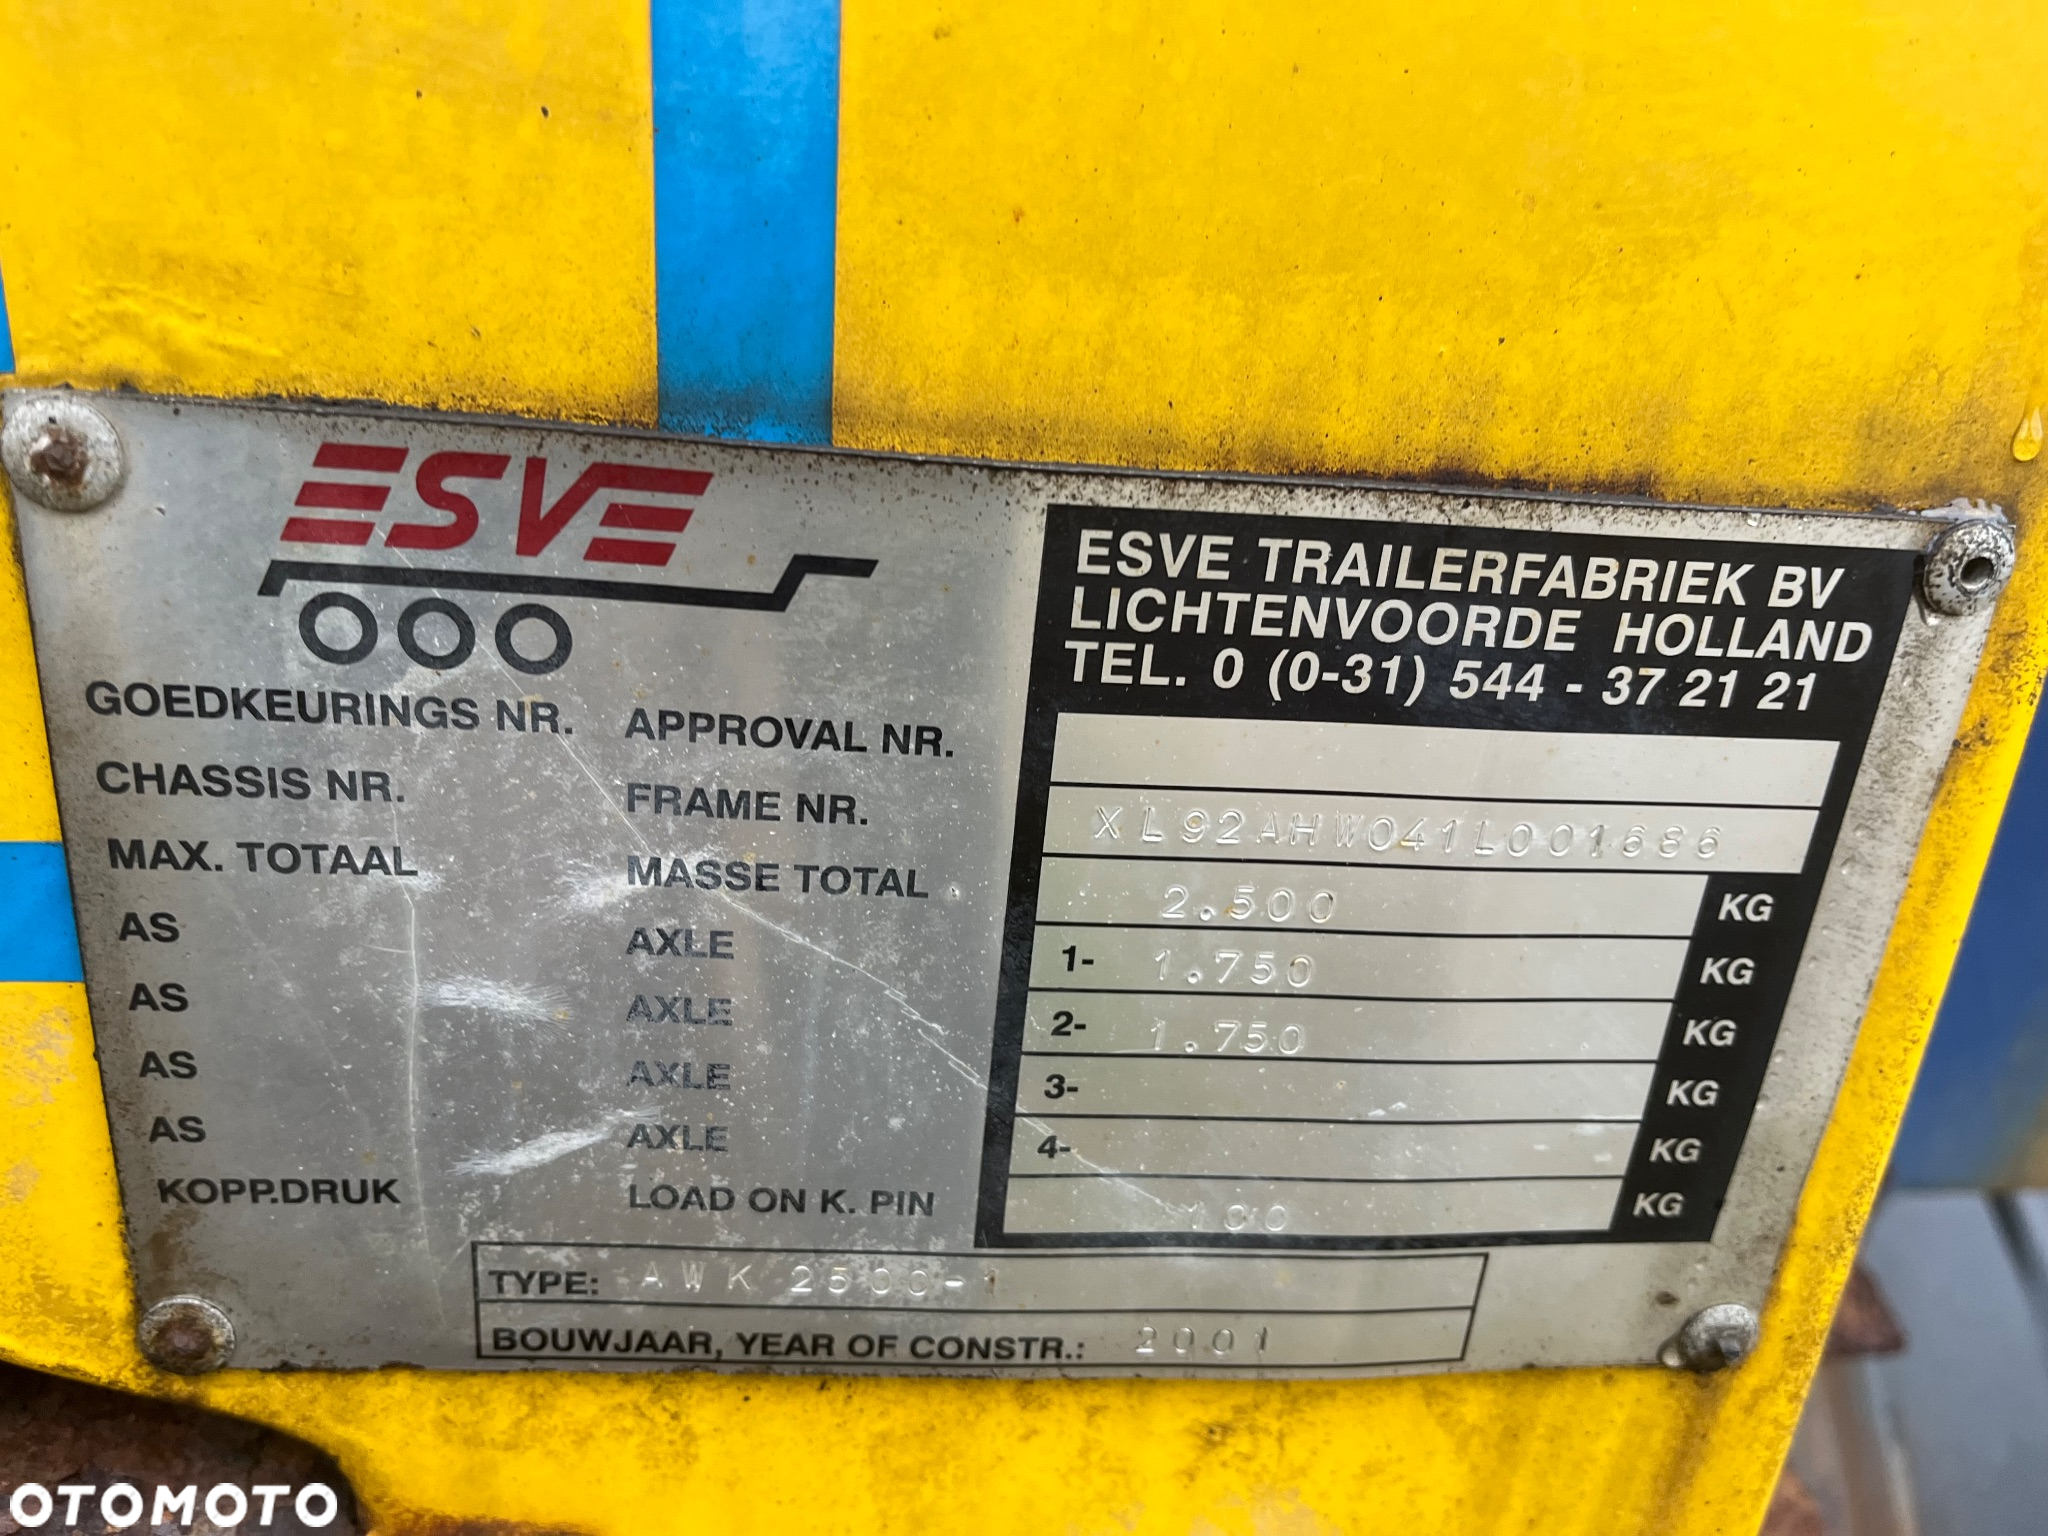 ESVE
ESVE TRAILERFABRIEK BV
LICHTENVOORDE HOLLAND
TEL. 0 (0-31) 544 - 37 21 21
GOEDKEURINGS NR. APPROVAL NR.
CHASSIS NR. FRAME NR. XL92AHW041L001686
MAX. TOTAAL MASSE TOTAL 2.500 KG
AS AXLE 1- 1.750 KG
AS AXLE 2- 1.750 KG
AS AXLE 3- KG
AS AXLE 4- KG
KOPP.DRUK LOAD ON K. PIN 100 KG
TYPE: AWK 2500-1
BOUWJAAR, YEAR OF CONSTR.: 2001
OTOMOTO